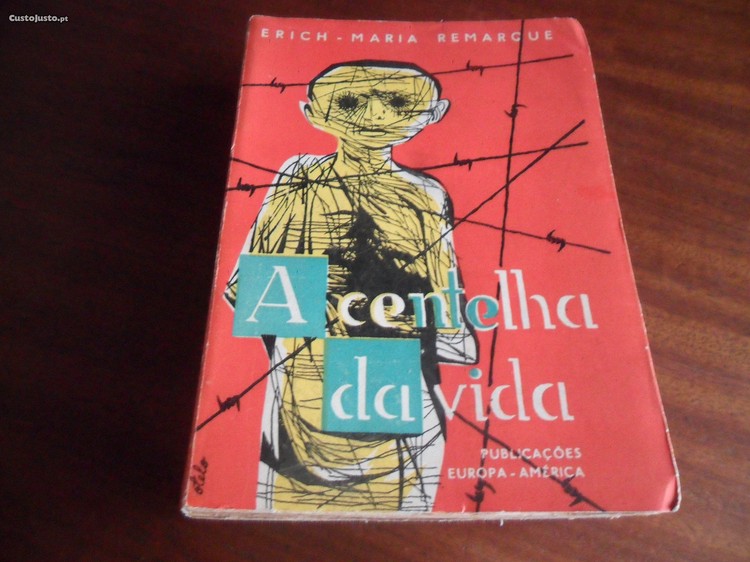 CustoJusto.pt
ERICH-MARIA REMARQUE
A centelha
da vida
PUBLICAÇÕES
EUROPA-AMÉRICA